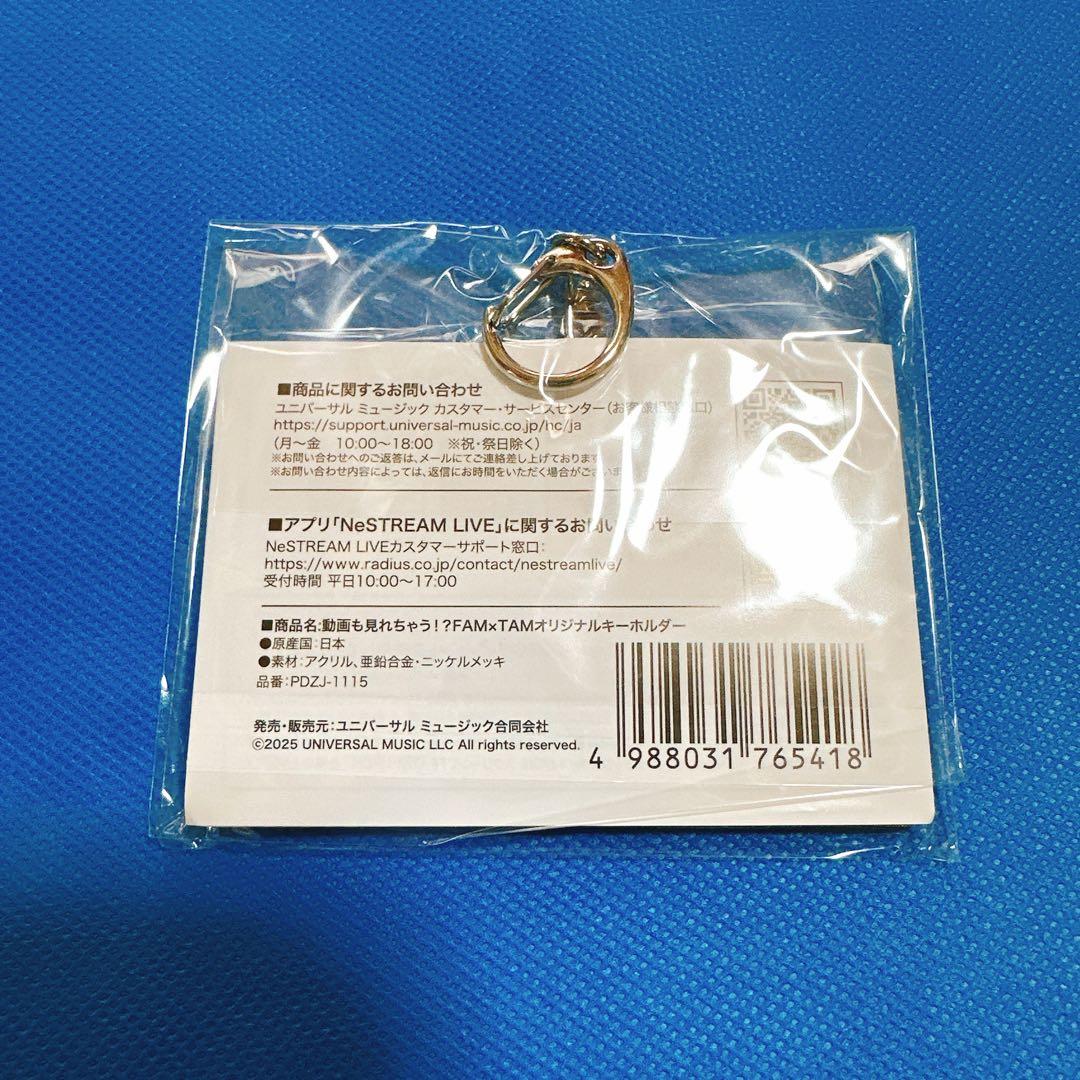 ■商品に関するお問い合わせ
ユニバーサル ミュージック カスタマー・サービスセンター(お客様相談窓口)
https://support.universal-music.co.jp/hc/ja
(月〜金 10:00〜18:00 ※祝・祭日除く)
※お問い合わせへのご返答は、メールにてご連絡差し上げております
※お問い合わせ内容によっては、返信にお時間をいただく場合がござい
■アプリ「NeSTREAM LIVE」に関するお問い合わせ
NeSTREAM LIVEカスタマーサポート窓口:
https://www.radius.co.jp/contact/nestreamlive/
受付時間 平日10:00〜17:00
■商品名:動画も見れちゃう!?FAM×TAMオリジナルキーホルダー
●原産国:日本
●素材:アクリル、亜鉛合金・ニッケルメッキ
品番:PDZJ-1115
発売・販売元:ユニバーサル ミュージック合同会社
©2025 UNIVERSAL MUSIC LLC All rights reserved.
4 988031 765418